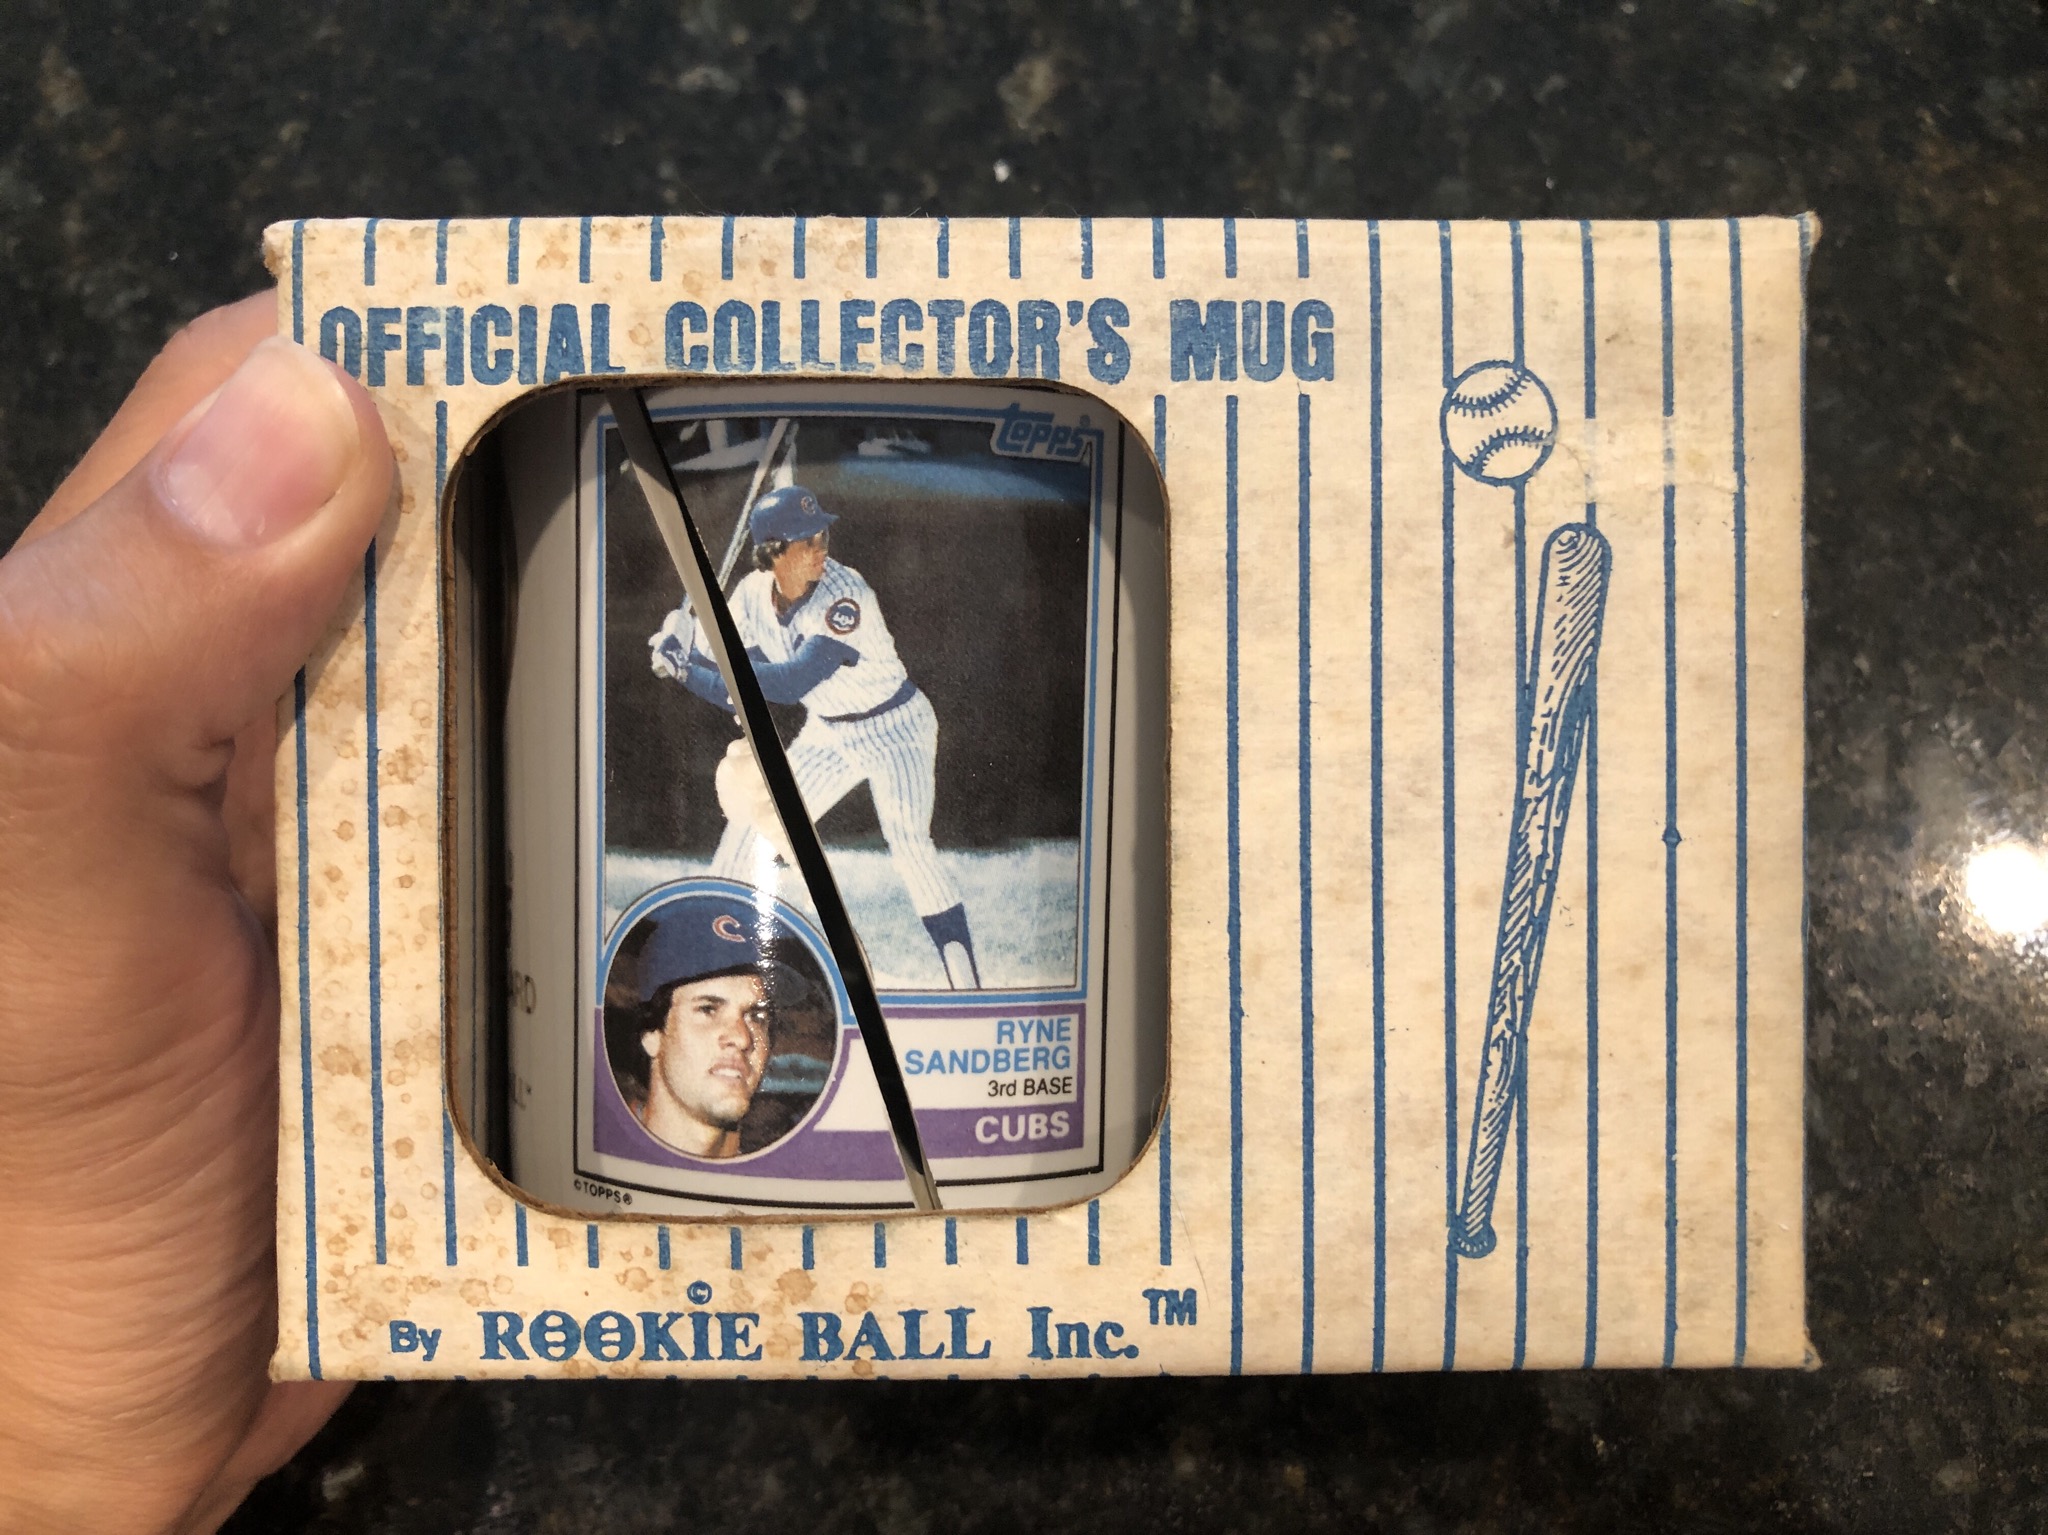 OFFICIAL COLLECTOR'S MUG
topps®
C
C
RYNE
SANDBERG
3rd BASE
CUBS
©TOPPS®
By ROOKiE BALL Inc.™
©